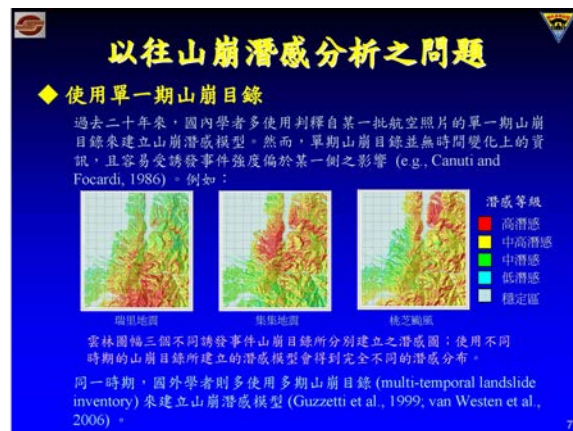 以往山崩潛感分析之問題
使用單一期山崩目錄
過去二十年來，國內學者多使用判釋自某一批航空照片的單一期山崩
目錄來建立山崩潛感模型。然而，單期山崩目錄並無時間變化上的資
訊，且容易受誘發事件強度偏於某一側之影響 (e.g., Canuti and
Focardi, 1986)。例如：
潛感等級
高潛感
中高潛感
中潛感
低潛感
穩定區
瑞里地震
集集地震
桃芝颱風
雲林圖幅三個不同誘發事件山崩目錄所分別建立之潛感圖；使用不同
時期的山崩目錄所建立的潛感模型會得到完全不同的潛感分布。
同一時期，國外學者則多使用多期山崩目錄 (multi-temporal landslide
inventory) 來建立山崩潛感模型 (Guzzetti et al., 1999; van Westen et al.,
2006)。
7